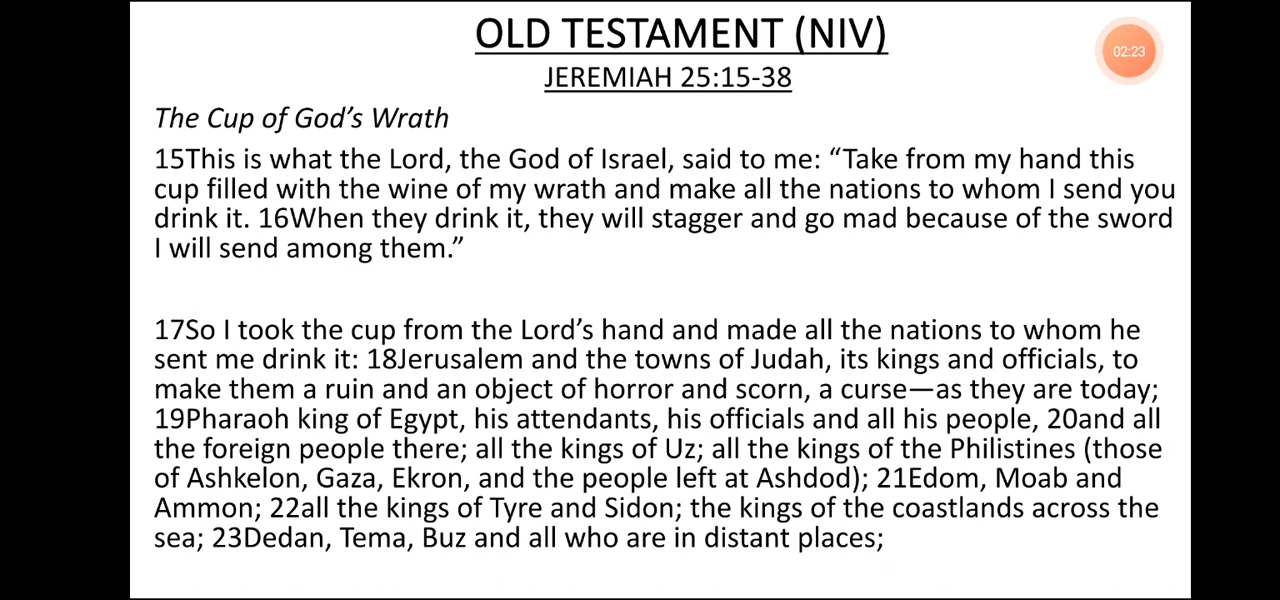 OLD TESTAMENT (NIV)
02:23
JEREMIAH 25:15-38
The Cup of God’s Wrath
15This is what the Lord, the God of Israel, said to me: “Take from my hand this
cup filled with the wine of my wrath and make all the nations to whom I send you
drink it. 16When they drink it, they will stagger and go mad because of the sword
I will send among them.”
17So I took the cup from the Lord’s hand and made all the nations to whom he
sent me drink it: 18Jerusalem and the towns of Judah, its kings and officials, to
make them a ruin and an object of horror and scorn, a curse—as they are today;
19Pharaoh king of Egypt, his attendants, his officials and all his people, 20and all
the foreign people there; all the kings of Uz; all the kings of the Philistines (those
of Ashkelon, Gaza, Ekron, and the people left at Ashdod); 21Edom, Moab and
Ammon; 22all the kings of Tyre and Sidon; the kings of the coastlands across the
sea; 23Dedan, Tema, Buz and all who are in distant places;